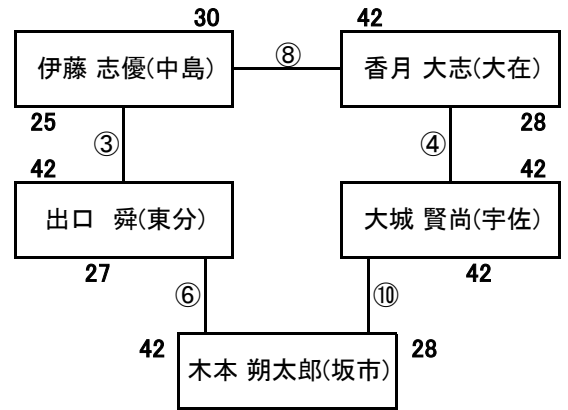 30 42
伊藤 志優(中島) ⑧ 香月 大志(大在)
25 28
③ ④
42 42
出口 舜(東分) 大城 賢尚(宇佐)
27 42
⑥ ⑩
42 28
木本 朔太郎(坂市)